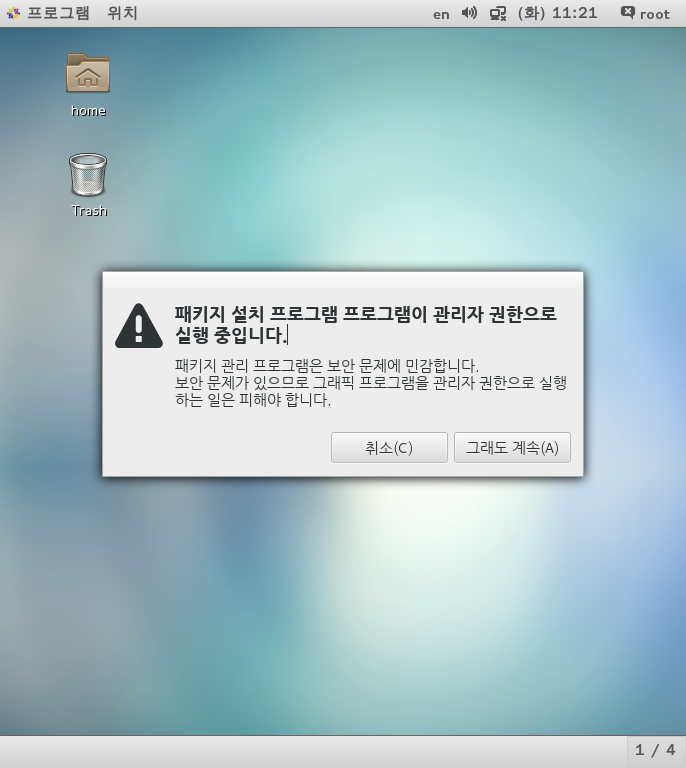 프로그램 위치 en (화) 11:21 root
home
Trash
패키지 설치 프로그램 프로그램이 관리자 권한으로
실행 중입니다.
패키지 관리 프로그램은 보안 문제에 민감합니다.
보안 문제가 있으므로 그래픽 프로그램을 관리자 권한으로 실행
하는 일은 피해야 합니다.
취소(C) 그래도 계속(A)
1 / 4